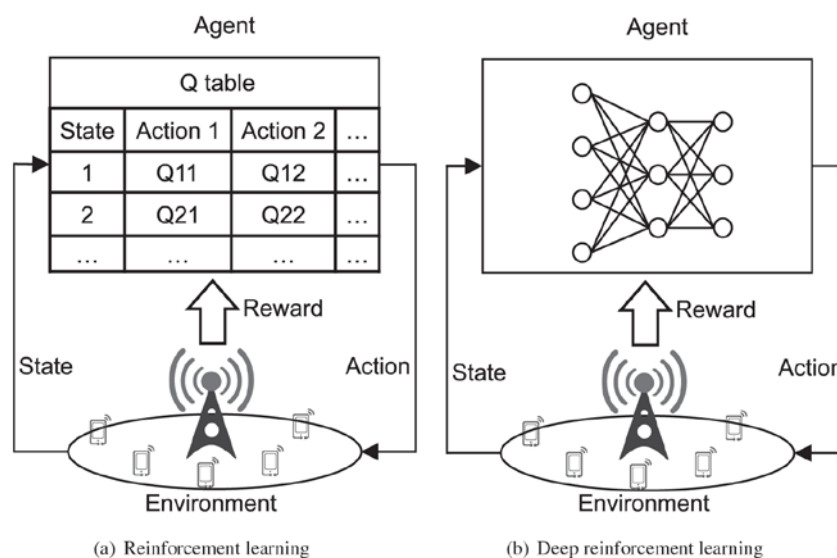 Agent
Q table
State Action 1 Action 2 ...
1 Q11 Q12 ...
2 Q21 Q22 ...
... ... ... ...
Reward
State
Action
Environment
(a) Reinforcement learning
Agent
Reward
State
Action
Environment
(b) Deep reinforcement learning